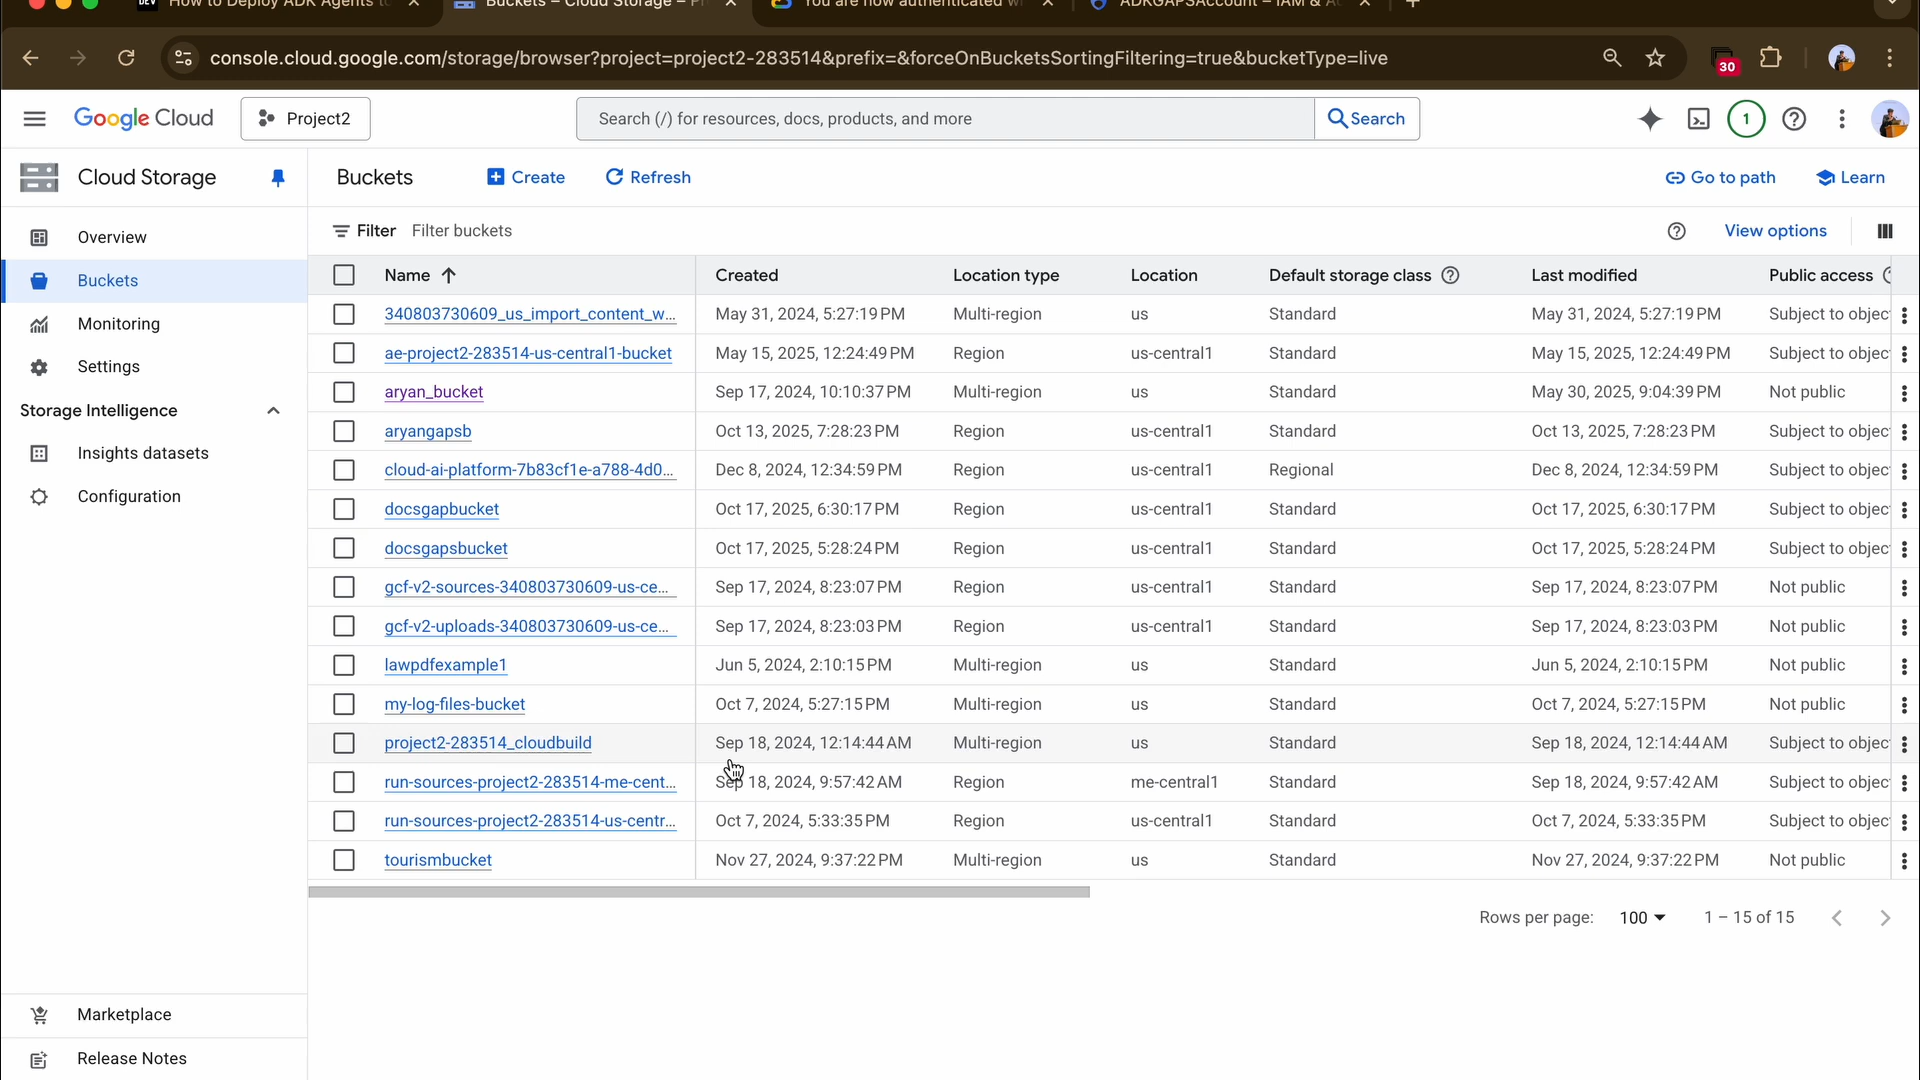 DEV How to Deploy ADK Agents to
Buckets – Cloud Storage – Pr
You are now authenticated w
ADKGAPSAccount – IAM & A
console.cloud.google.com/storage/browser?project=project2-283514&prefix=&forceOnBucketsSortingFiltering=true&bucketType=live
30
Google Cloud
Project2
Search (/) for resources, docs, products, and more
Search
1
Cloud Storage
Buckets
Create
Refresh
Go to path
Learn
Overview
Buckets
Monitoring
Settings
Storage Intelligence
Insights datasets
Configuration
Marketplace
Release Notes
Filter Filter buckets
View options
Name Created Location type Location Default storage class Last modified Public access
340803730609_us_import_content_w... May 31, 2024, 5:27:19 PM Multi-region us Standard May 31, 2024, 5:27:19 PM Subject to objec
ae-project2-283514-us-central1-bucket May 15, 2025, 12:24:49 PM Region us-central1 Standard May 15, 2025, 12:24:49 PM Subject to objec
aryan_bucket Sep 17, 2024, 10:10:37 PM Multi-region us Standard May 30, 2025, 9:04:39 PM Not public
aryangapsb Oct 13, 2025, 7:28:23 PM Region us-central1 Standard Oct 13, 2025, 7:28:23 PM Subject to objec
cloud-ai-platform-7b83cf1e-a788-4d0... Dec 8, 2024, 12:34:59 PM Region us-central1 Regional Dec 8, 2024, 12:34:59 PM Subject to objec
docsgapbucket Oct 17, 2025, 6:30:17 PM Region us-central1 Standard Oct 17, 2025, 6:30:17 PM Subject to objec
docsgapsbucket Oct 17, 2025, 5:28:24 PM Region us-central1 Standard Oct 17, 2025, 5:28:24 PM Subject to objec
gcf-v2-sources-340803730609-us-ce... Sep 17, 2024, 8:23:07 PM Region us-central1 Standard Sep 17, 2024, 8:23:07 PM Not public
gcf-v2-uploads-340803730609-us-ce... Sep 17, 2024, 8:23:03 PM Region us-central1 Standard Sep 17, 2024, 8:23:03 PM Not public
lawpdfexample1 Jun 5, 2024, 2:10:15 PM Multi-region us Standard Jun 5, 2024, 2:10:15 PM Not public
my-log-files-bucket Oct 7, 2024, 5:27:15 PM Multi-region us Standard Oct 7, 2024, 5:27:15 PM Not public
project2-283514_cloudbuild Sep 18, 2024, 12:14:44 AM Multi-region us Standard Sep 18, 2024, 12:14:44 AM Subject to objec
run-sources-project2-283514-me-cent... Sep 18, 2024, 9:57:42 AM Region me-central1 Standard Sep 18, 2024, 9:57:42 AM Subject to objec
run-sources-project2-283514-us-centr... Oct 7, 2024, 5:33:35 PM Region us-central1 Standard Oct 7, 2024, 5:33:35 PM Subject to objec
tourismbucket Nov 27, 2024, 9:37:22 PM Multi-region us Standard Nov 27, 2024, 9:37:22 PM Not public
Rows per page: 100 1 – 15 of 15